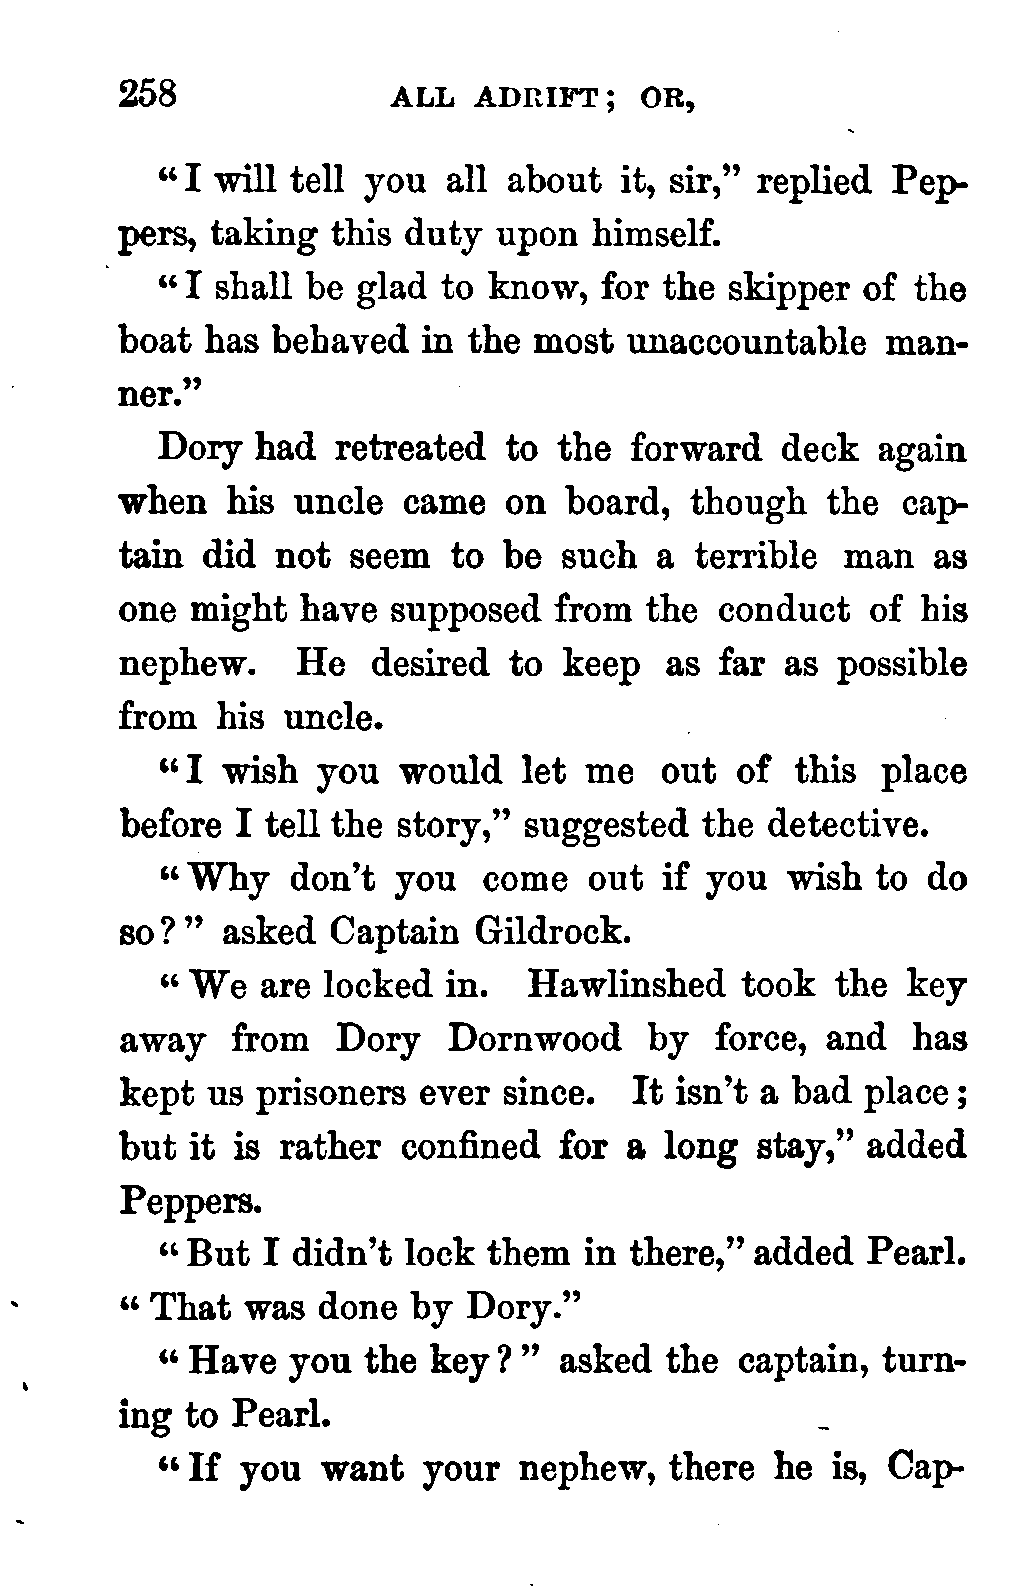 258 ALL ADRIFT; OR,
"I will tell you all about it, sir," replied Pep-
pers, taking this duty upon himself.
"I shall be glad to know, for the skipper of the
boat has behaved in the most unaccountable man-
ner."
Dory had retreated to the forward deck again
when his uncle came on board, though the cap-
tain did not seem to be such a terrible man as
one might have supposed from the conduct of his
nephew. He desired to keep as far as possible
from his uncle.
"I wish you would let me out of this place
before I tell the story," suggested the detective.
"Why don't you come out if you wish to do
so?" asked Captain Gildrock.
"We are locked in. Hawlinshed took the key
away from Dory Dornwood by force, and has
kept us prisoners ever since. It isn't a bad place;
but it is rather confined for a long stay," added
Peppers.
"But I didn't lock them in there," added Pearl.
"That was done by Dory."
"Have you the key?" asked the captain, turn-
ing to Pearl.
"If you want your nephew, there he is, Cap-